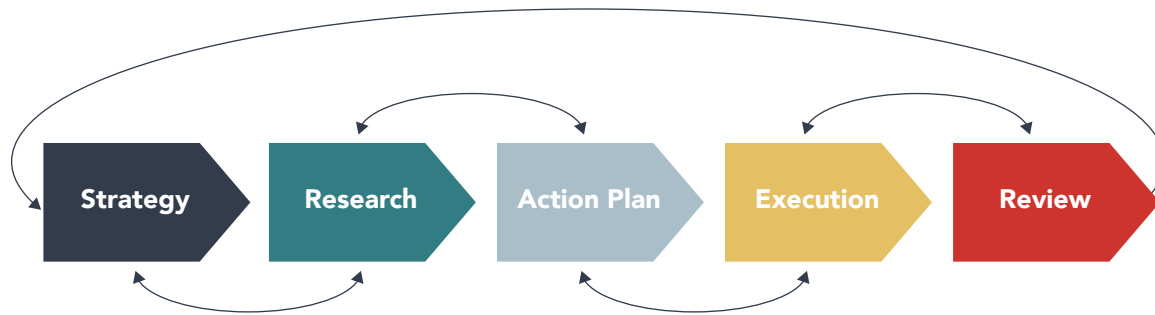 Strategy
Research
Action Plan
Execution
Review